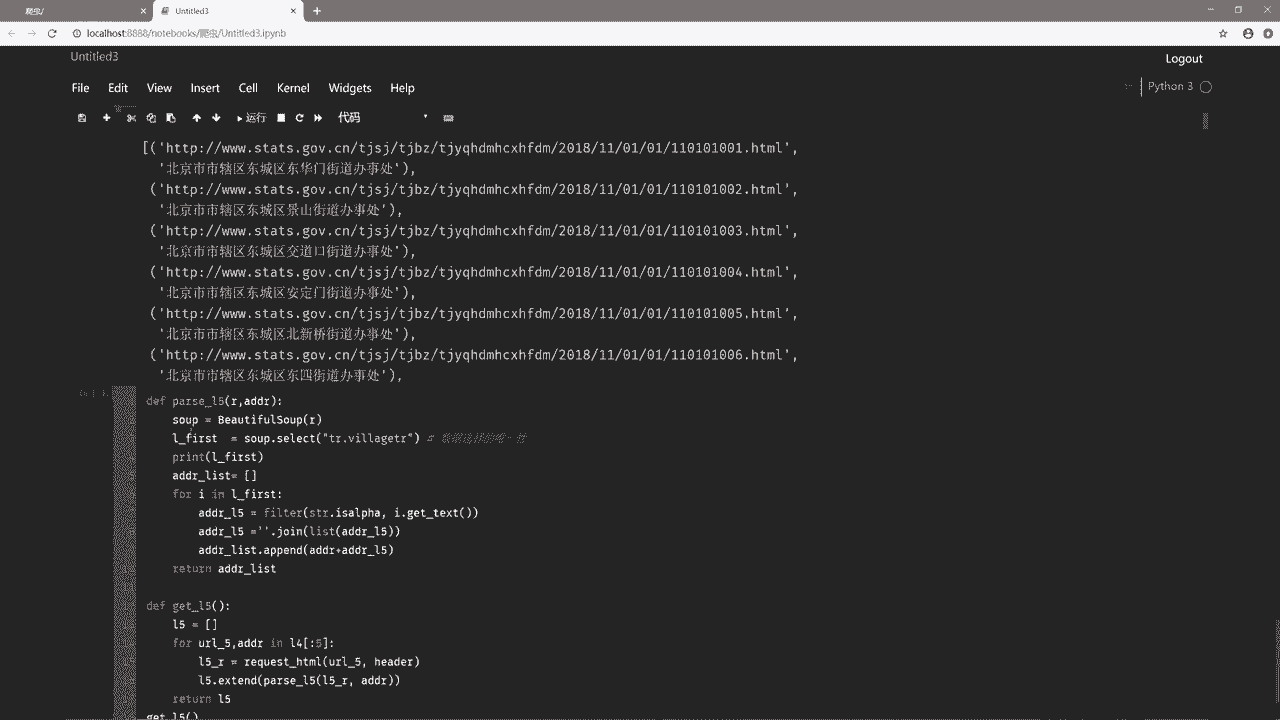 爬虫/
Untitled3
localhost:8888/notebooks/爬虫/Untitled3.ipynb
Untitled3
Logout
File Edit View Insert Cell Kernel Widgets Help
Python 3
运行 代码
[('http://www.stats.gov.cn/tjsj/tjbz/tjyqhdmhcxhfdm/2018/11/01/01/110101001.html',
'北京市市辖区东城区东华门街道办事处'),
('http://www.stats.gov.cn/tjsj/tjbz/tjyqhdmhcxhfdm/2018/11/01/01/110101002.html',
'北京市市辖区东城区景山街道办事处'),
('http://www.stats.gov.cn/tjsj/tjbz/tjyqhdmhcxhfdm/2018/11/01/01/110101003.html',
'北京市市辖区东城区交道口街道办事处'),
('http://www.stats.gov.cn/tjsj/tjbz/tjyqhdmhcxhfdm/2018/11/01/01/110101004.html',
'北京市市辖区东城区安定门街道办事处'),
('http://www.stats.gov.cn/tjsj/tjbz/tjyqhdmhcxhfdm/2018/11/01/01/110101005.html',
'北京市市辖区东城区北新桥街道办事处'),
('http://www.stats.gov.cn/tjsj/tjbz/tjyqhdmhcxhfdm/2018/11/01/01/110101006.html',
'北京市市辖区东城区东四街道办事处'),
def parse_l5(r,addr):
soup = BeautifulSoup(r)
l_first = soup.select("tr.villagetr") #
print(l_first)
addr_list= []
for i in l_first:
addr_l5 = filter(str.isalpha, i.get_text())
addr_l5 =''.join(list(addr_l5))
addr_list.append(addr+addr_l5)
return addr_list
def get_l5():
l5 = []
for url_5,addr in l4[:5]:
l5_r = request_html(url_5, header)
l5.extend(parse_l5(l5_r, addr))
return l5
get_l5()